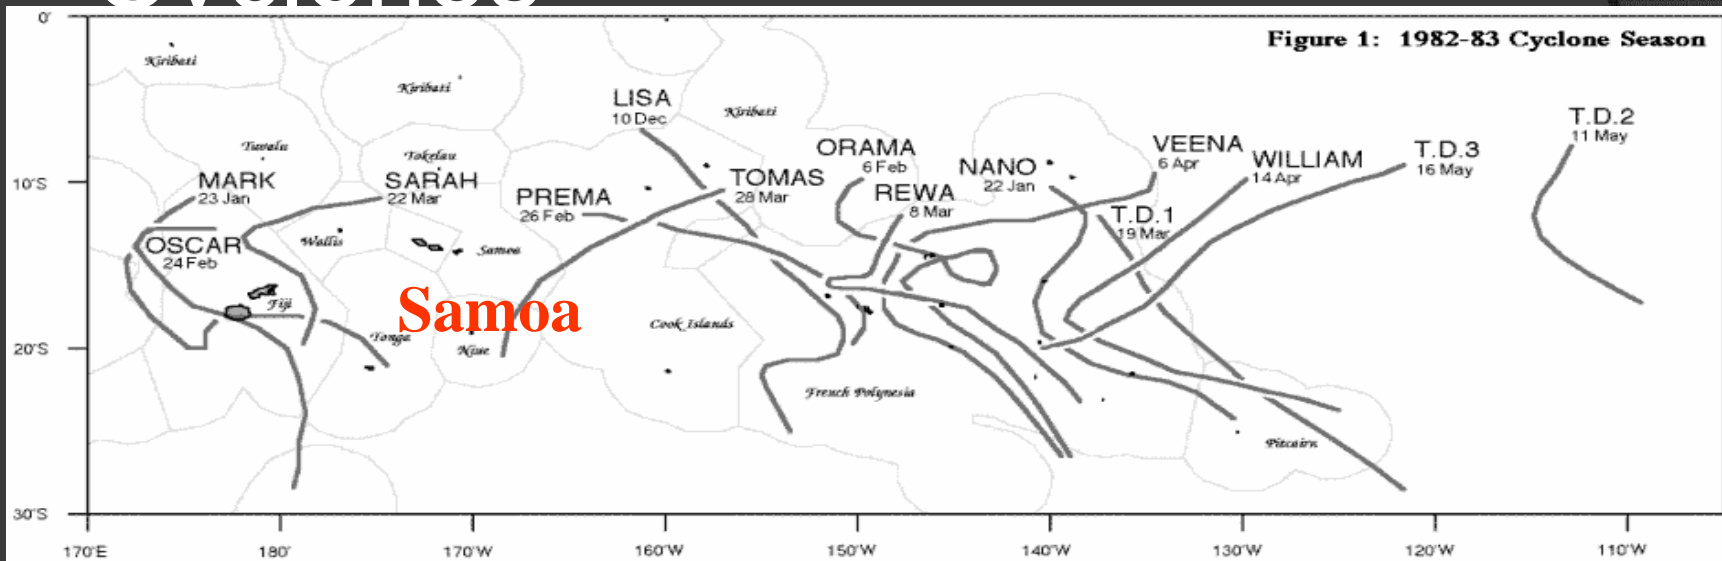 Cyclones
Figure 1: 1982-83 Cyclone Season
0°
10°S
20°S
30°S
170°E
180°
170°W
160°W
150°W
140°W
130°W
120°W
110°W
Kiribati
Kiribati
Kiribati
Tuvalu
Tokelau
Wallis
Samoa
Fiji
Tonga
Niue
Cook Islands
French Polynesia
Pitcairn
Samoa
MARK
23 Jan
SARAH
22 Mar
OSCAR
24 Feb
PREMA
26 Feb
LISA
10 Dec
TOMAS
28 Mar
ORAMA
6 Feb
REWA
8 Mar
NANO
22 Jan
T.D.1
19 Mar
VEENA
6 Apr
WILLIAM
14 Apr
T.D.3
16 May
T.D.2
11 May